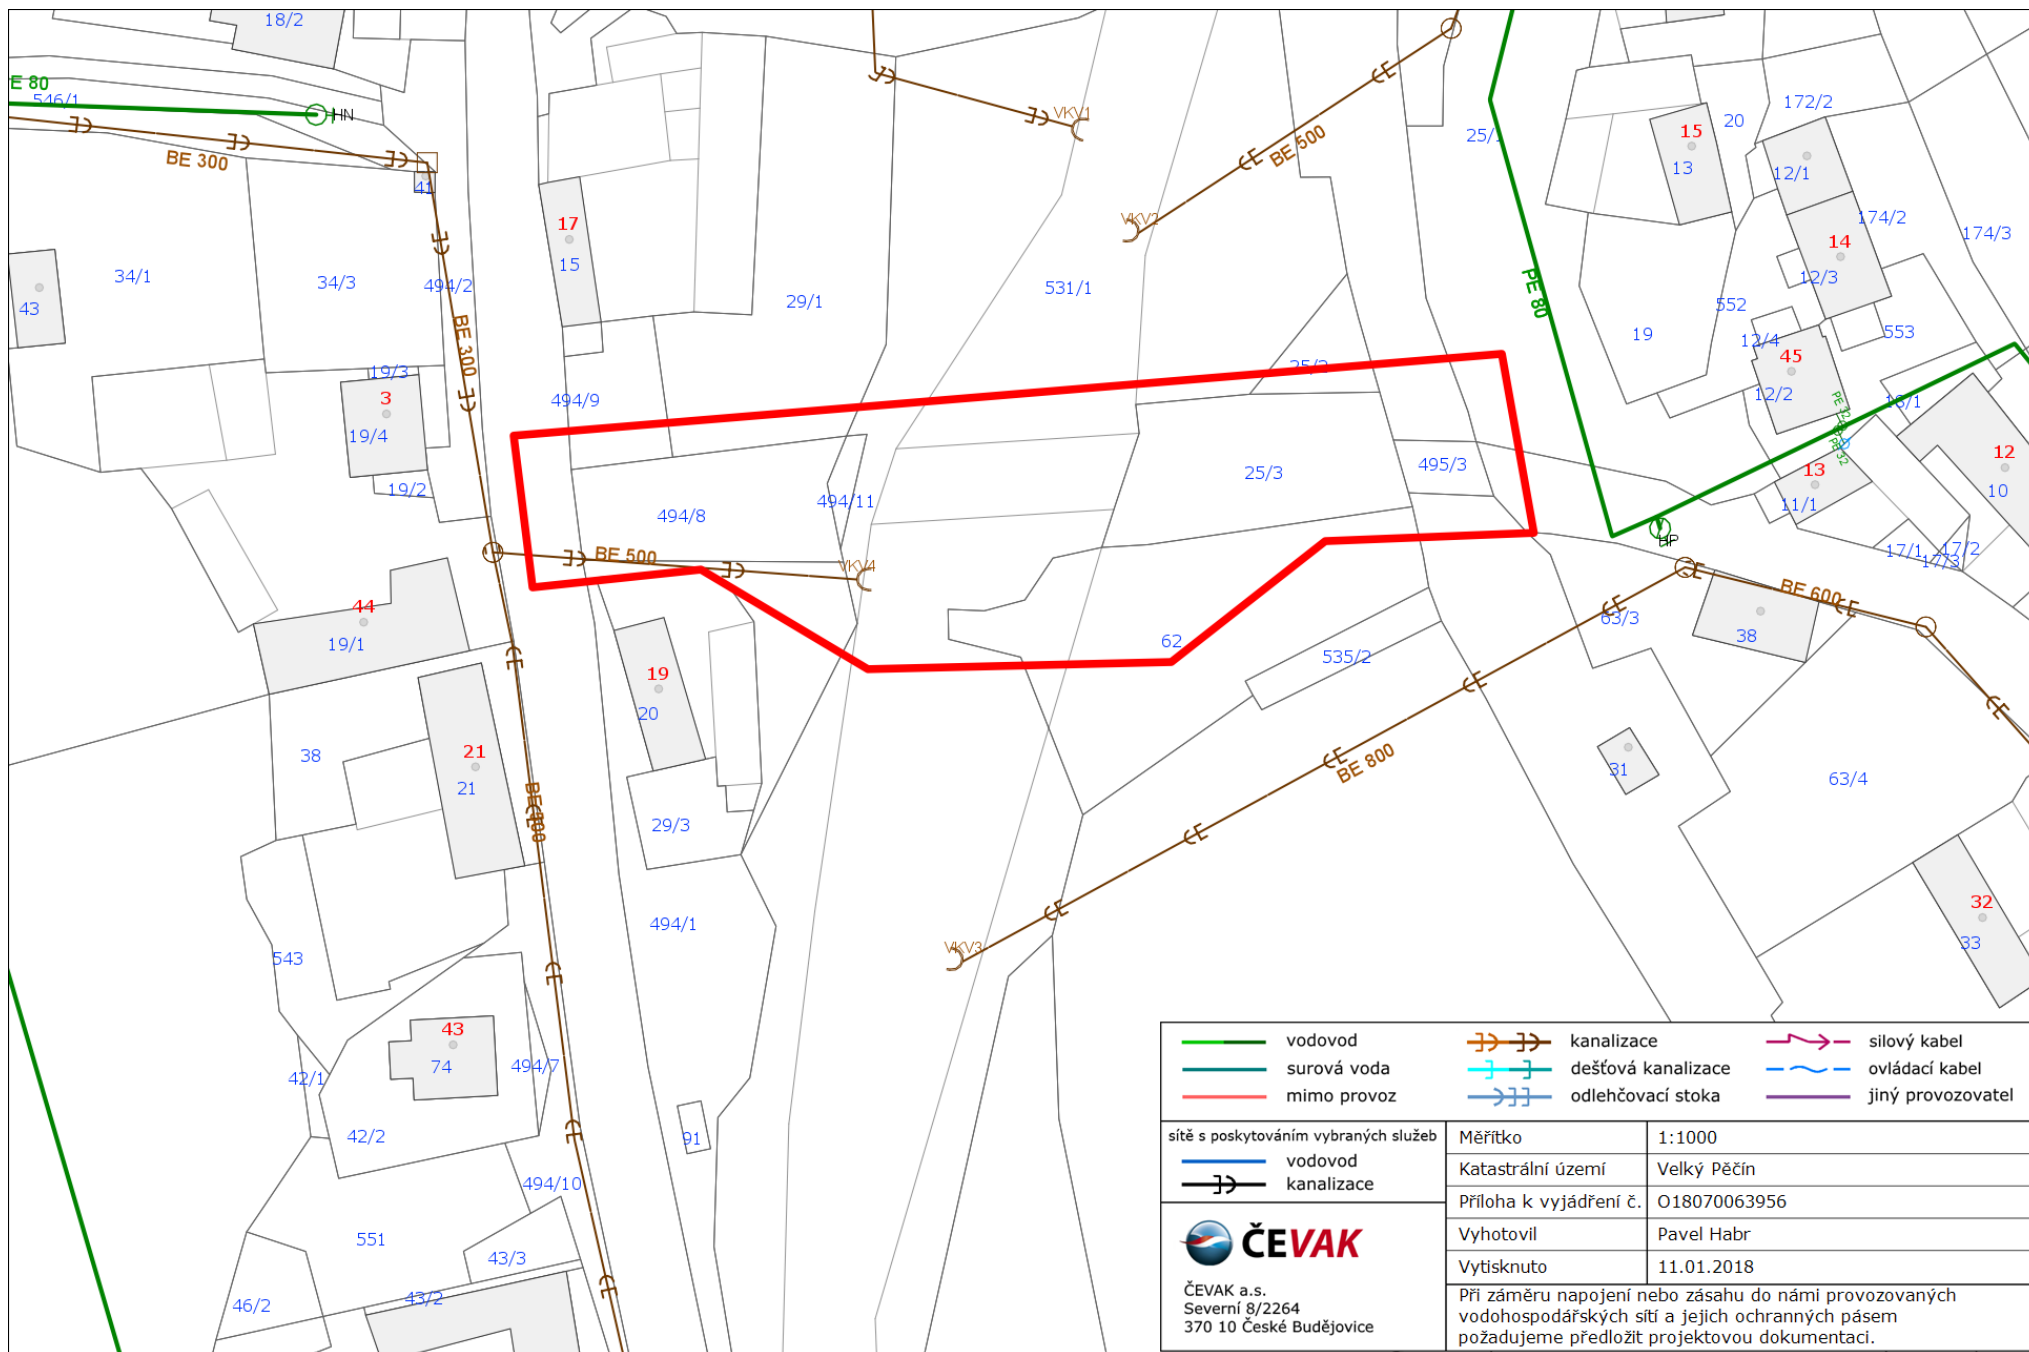 18/2
E 80
546/1
HN
BE 300
41
VKV1
BE 500
VKV2
172/2
20
15
13
12/1
174/2
174/3
14
12/3
17
15
34/1
34/3
494/2
43
29/1
531/1
PE 80
552
553
19
12/4
45
12/2
BE 300
19/3
3
19/4
19/2
494/9
494/8
494/11
25/3
495/3
PE 32
18/1
12
10
13
11/1
17/1
17/2
17/3
HP
BE 500
VKV4
BE 600
44
19/1
19
20
62
535/2
63/3
38
38
21
21
BE 800
31
63/4
29/3
494/1
VKV3
32
33
543
43
74
494/7
42/1
42/2
91
494/10
551
43/3
46/2
43/2
vodovod
surová voda
mimo provoz
kanalizace
dešťová kanalizace
odlehčovací stoka
silový kabel
ovládací kabel
jiný provozovatel
sítě s poskytováním vybraných služeb
vodovod
kanalizace
Měřítko 1:1000
Katastrální území Velký Pěčín
Příloha k vyjádření č. O18070063956
Vyhotovil Pavel Habr
Vytisknuto 11.01.2018
ČEVAK
ČEVAK a.s.
Severní 8/2264
370 10 České Budějovice
Při záměru napojení nebo zásahu do námi provozovaných
vodohospodářských sítí a jejich ochranných pásem
požadujeme předložit projektovou dokumentaci.